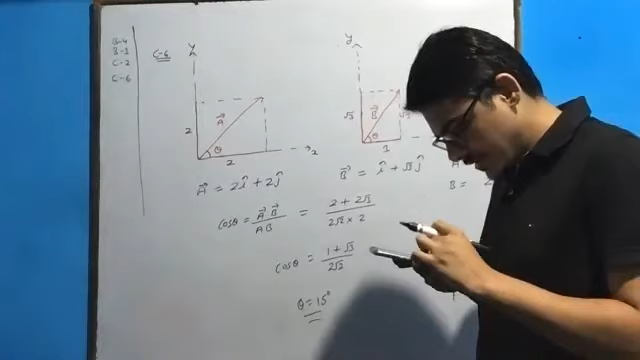 B-4
B-1
C-2
C-6
C-6
y
2
A⃗
θ
2
x
y
√3
B⃗
√3
θ
1
A⃗ = 2î + 2ĵ
B⃗ = î + √3 ĵ
A
B =
cosθ = A⃗ B⃗ / AB = 2 + 2√3 / 2√2 × 2
cosθ = 1 + √3 / 2√2
θ = 15°